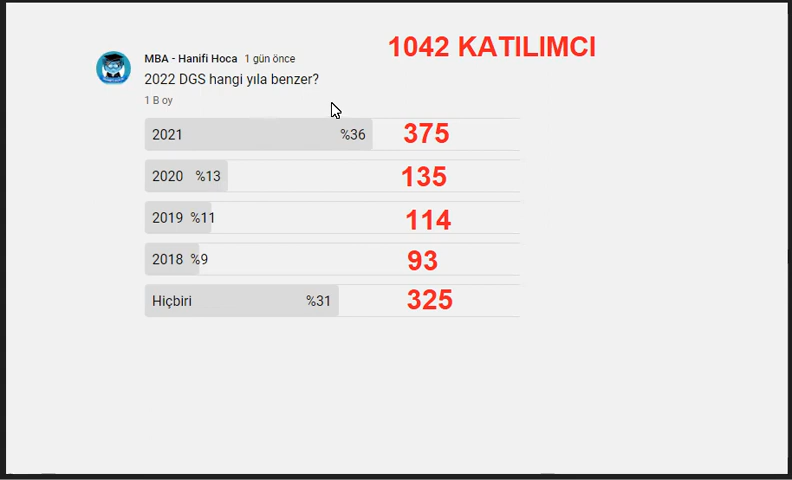 1042 KATILIMCI
MBA - Hanifi Hoca 1 gün önce
2022 DGS hangi yıla benzer?
1 B oy
2021 %36 375
2020 %13 135
2019 %11 114
2018 %9 93
Hiçbiri %31 325